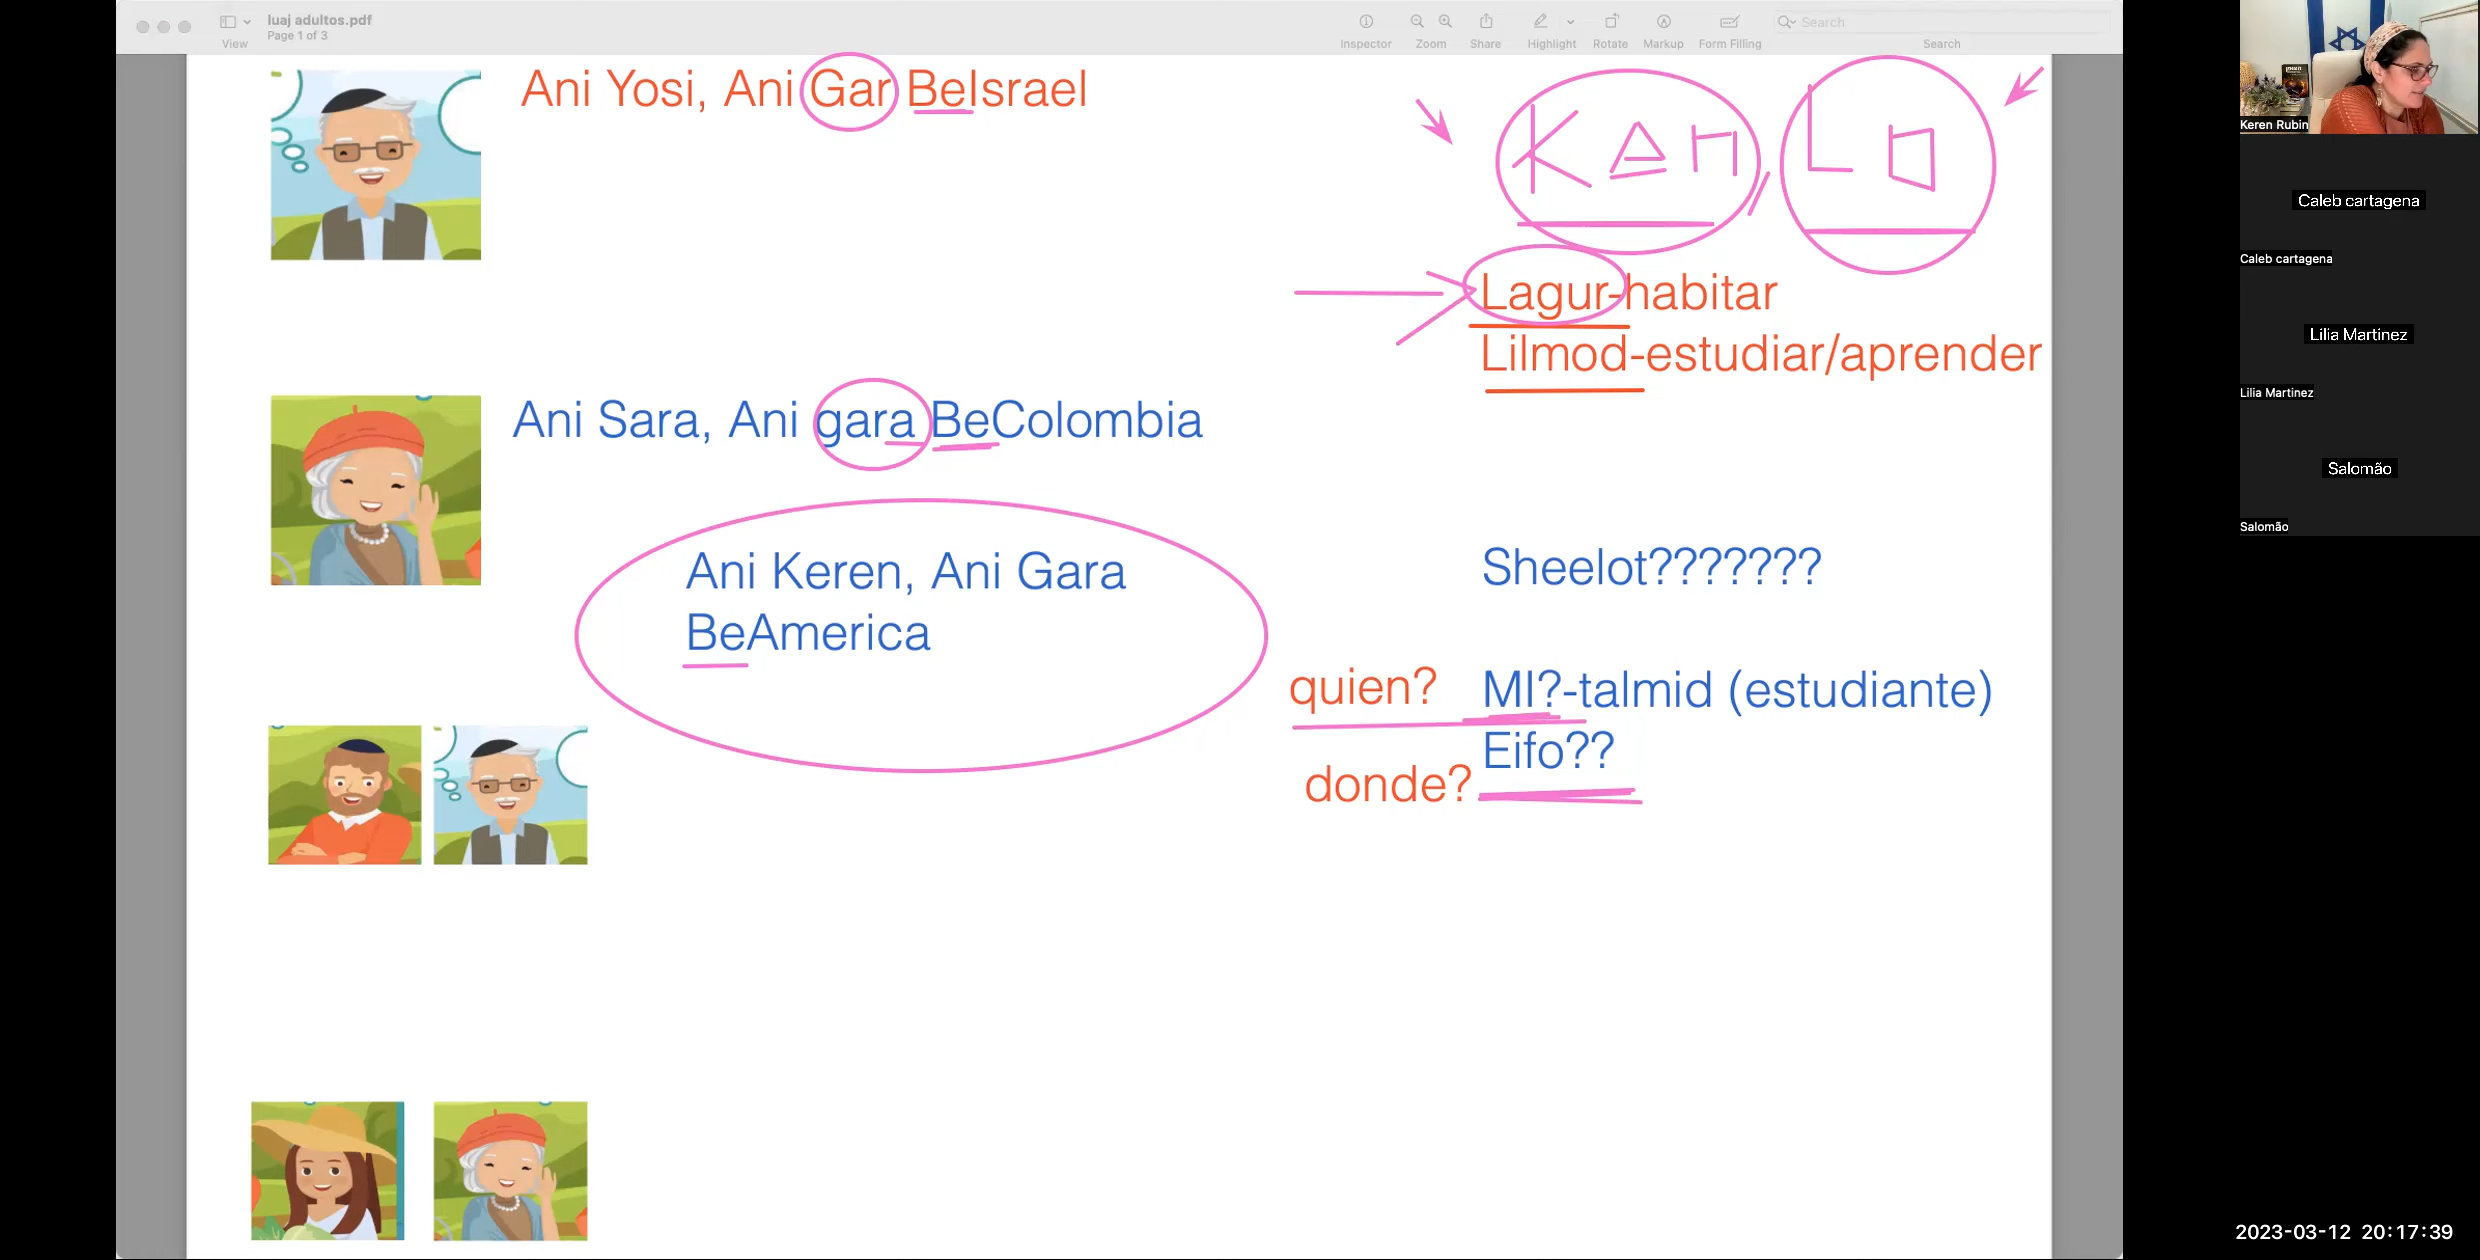 luaj adultos.pdf
Page 1 of 3
View
Inspector
Zoom
Share
Highlight
Rotate
Markup
Form Filling
Search
Search
Ani Yosi, Ani Gar BeIsrael
KAN, LO
Lagur-habitar
Lilmod-estudiar/aprender
Ani Sara, Ani gara BeColombia
Ani Keren, Ani Gara
BeAmerica
Sheelot???????
quien? MI?-talmid (estudiante)
Eifo??
donde?
Keren Rubin
Caleb cartagena
Caleb cartagena
Lilia Martinez
Lilia Martinez
Salomão
Salomão
2023-03-12 20:17:39